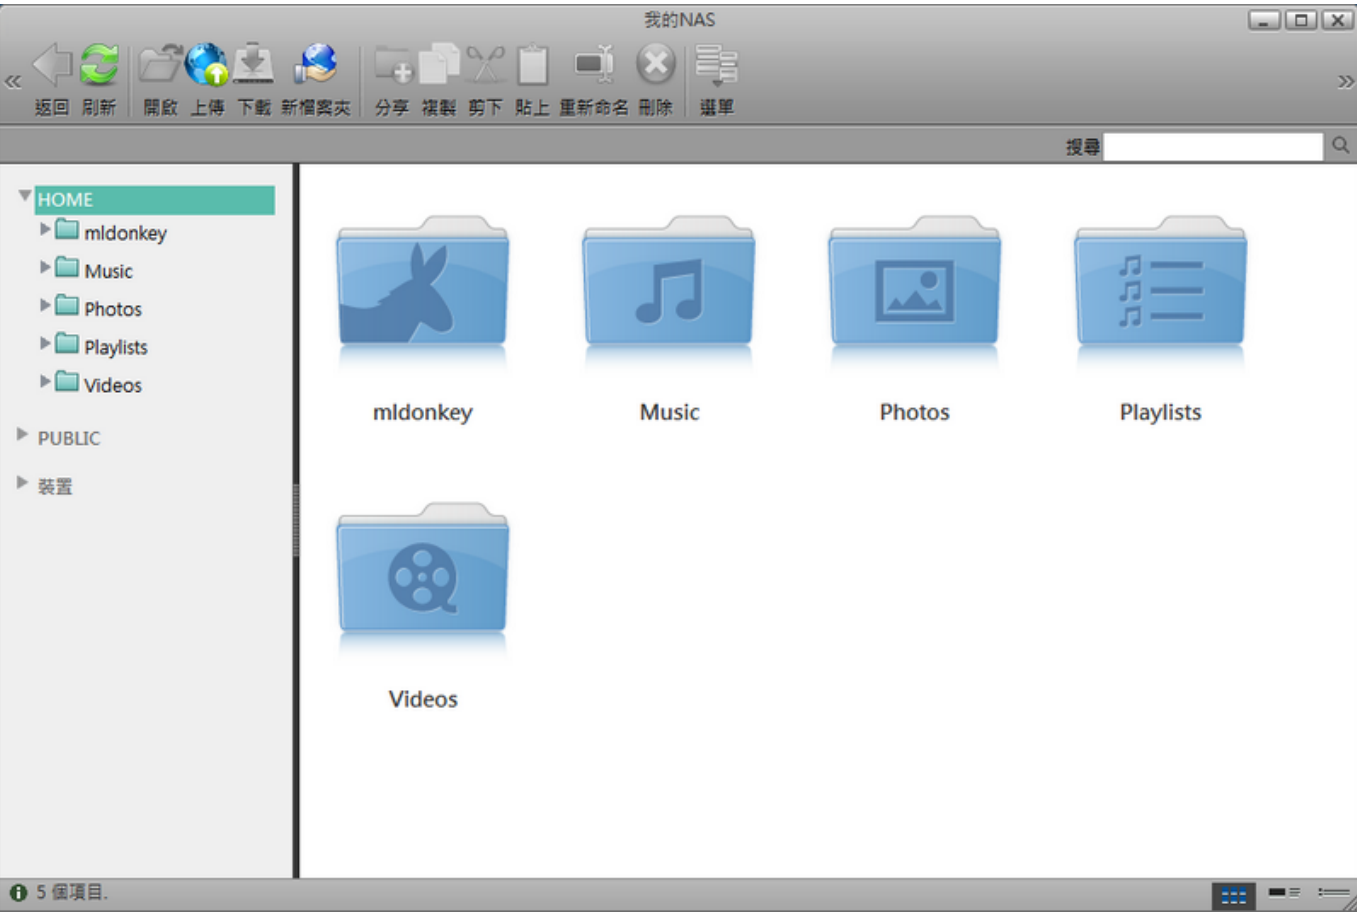 我的NAS
返回 刷新 開啟 上傳 下載 新檔案夾 分享 複製 剪下 貼上 重新命名 刪除 選單
搜尋
HOME
mldonkey
Music
Photos
Playlists
Videos
PUBLIC
裝置
mldonkey Music Photos Playlists
Videos
5 個項目.